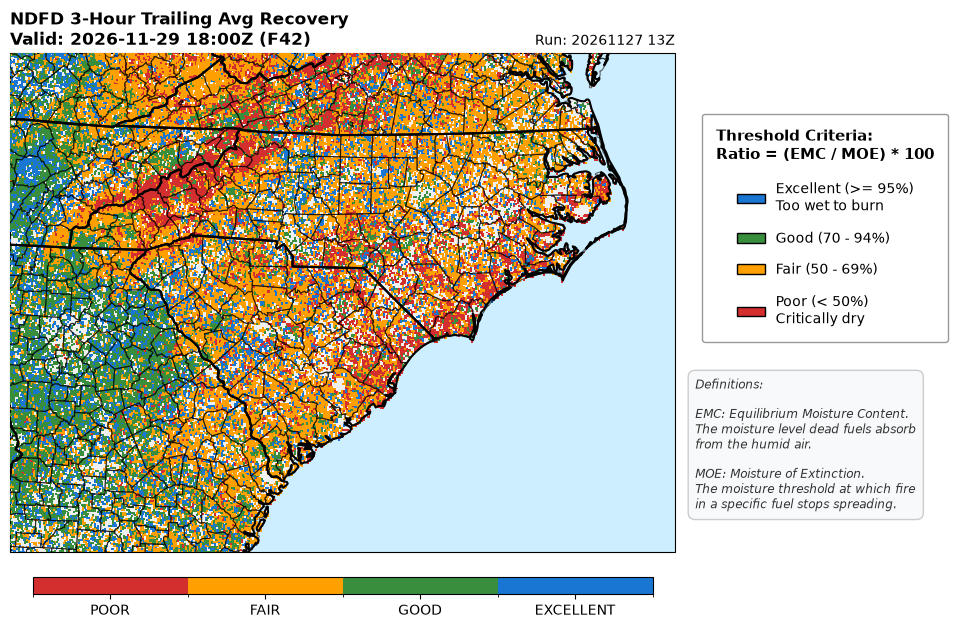 NDFD 3-Hour Trailing Avg Recovery
Valid: 2026-11-29 18:00Z (F42)
Run: 20261127 13Z
Threshold Criteria:
Ratio = (EMC / MOE) * 100
Excellent (>= 95%)
Too wet to burn
Good (70 - 94%)
Fair (50 - 69%)
Poor (< 50%)
Critically dry
Definitions:
EMC: Equilibrium Moisture Content.
The moisture level dead fuels absorb
from the humid air.
MOE: Moisture of Extinction.
The moisture threshold at which fire
in a specific fuel stops spreading.
POOR
FAIR
GOOD
EXCELLENT